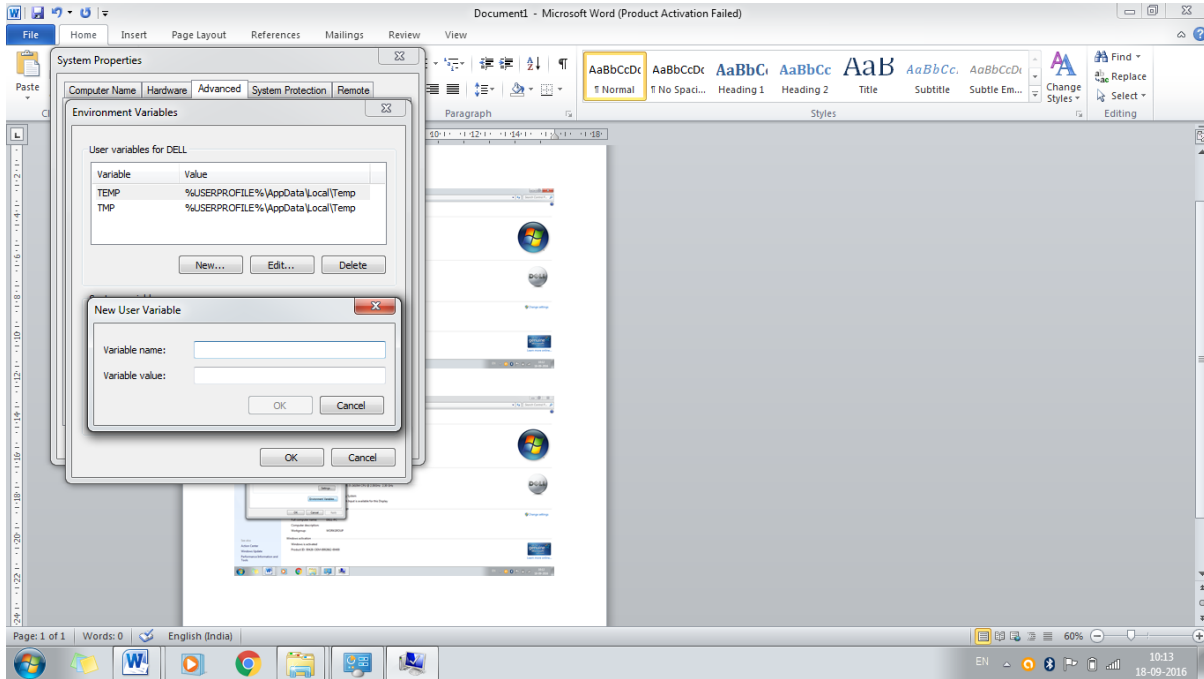 Document1 - Microsoft Word (Product Activation Failed)
File Home Insert Page Layout References Mailings Review View
Paste
AaBbCcDc AaBbCcDc AaBbC AaBbCc AaB AaBbCc. AaBbCcDc
¶ Normal ¶ No Spaci... Heading 1 Heading 2 Title Subtitle Subtle Em...
Change Styles
Find
Replace
Select
Paragraph Styles Editing
System Properties
Computer Name Hardware Advanced System Protection Remote
Environment Variables
User variables for DELL
Variable Value
TEMP %USERPROFILE%\AppData\Local\Temp
TMP %USERPROFILE%\AppData\Local\Temp
New... Edit... Delete
New User Variable
Variable name:
Variable value:
OK Cancel
OK Cancel
DELL
DELL
Page: 1 of 1 Words: 0 English (India) 60%
EN 10:13
18-09-2016